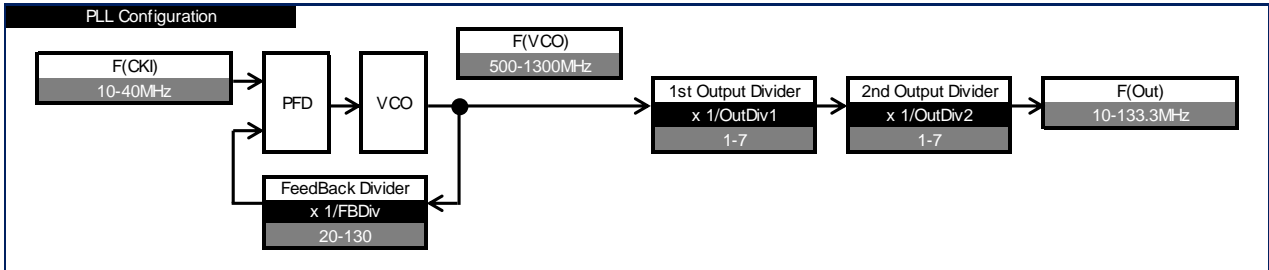 PLL Configuration
F(CKI)
10-40MHz
PFD
VCO
F(VCO)
500-1300MHz
1st Output Divider
x 1/OutDiv1
1-7
2nd Output Divider
x 1/OutDiv2
1-7
F(Out)
10-133.3MHz
FeedBack Divider
x 1/FBDiv
20-130